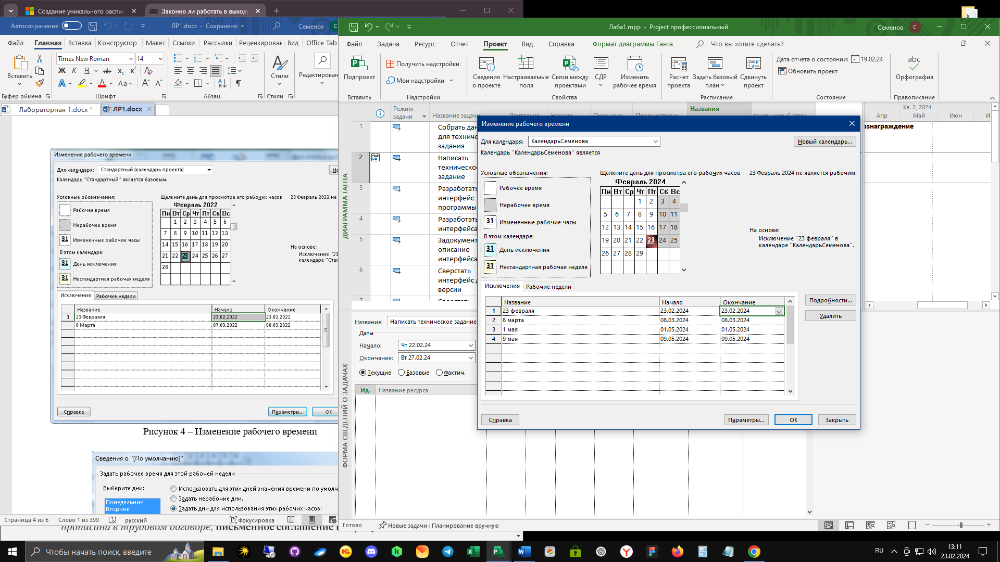 Создание уникального распис
Законно ли работать в выходн
Автосохранение
ЛР1.docx - Сохранено
Семенов
Файл Главная Вставка Конструктор Макет Ссылки Рассылки Рецензирован Вид Office Tab
Вставить
Times New Roman
14
Ж К Ч ab x₂ x²
Аа
Стили
Редактирован
Буфер обмена
Шрифт
Абзац
Стили
Лабораторная 1.docx *
ЛР1.docx
Изменение рабочего времени
Для календаря: Стандартный (календарь проекта)
Календарь "Стандартный" является базовым.
Условные обозначения:
Щелкните день для просмотра его рабочих часов
23 Февраль 2022 не
Рабочее время
Нерабочее время
31 Измененные рабочие часы
В этом календаре:
31 День исключения
31 Нестандартная рабочая неделя
Февраль 2022
Пн Вт Ср Чт Пт Сб Вс
1 2 3 4 5 6
7 8 9 10 11 12 13
14 15 16 17 18 19 20
21 22 23 24 25 26 27
28
На основе:
Исключение "23
календаре "Стан
Исключения
Рабочие недели
Название Начало Окончание
1 23 Февраяля 23.02.2022 23.02.2022
8 Марта 07.03.2022 08.03.2022
Справка
Параметры...
ОК
Рисунок 4 – Изменение рабочего времени
Сведения о "[По умолчанию]"
Задать рабочее время для этой рабочей недели
Выберите дни:
Использовать для этих дней значения времени по умолч
Задать нерабочие дни.
Задать дни для использования этих рабочих часов:
Понедельник
Вторник
Страница 4 из 6
Слово 1 из 399
русский
Фокусировка
прописана в трудовом договоре, письменное соглашение
Лаба1.mpp - Project профессиональный
Семенов
С
Файл Задача Ресурс Отчет Проект Вид Справка Формат диаграммы Ганта
Что вы хотите сделать?
Подпроект
Получить надстройки
Мои надстройки
Сведения о проекте
Настраиваемые поля
Связи между проектами
СДР
Изменить рабочее время
Расчет проекта
Задать базовый план
Сдвинуть проект
Дата отчета о состоянии: 19.02.24
Обновить проект
abc
Орфография
Вставить
Надстройки
Свойства
Расписание
Состояние
Правописание
Режим задачи
Название задачи
Названия
Кв. 2, 2024
Апр Май Июн И
ознаграждение
ДИАГРАММА ГАНТА
1 Собрать дан
для техниче
задания
2 Написать
техническо
задание
3 Разработать
интерфейс
программы
4 Разработать
интерфейса
5 Задокумент
описание
интерфейса
6 Сверстать
интерфейс д
версии
7
ФОРМА СВЕДЕНИЙ О ЗАДАЧАХ
Название: Написать техническое задание
Даты
Начало: Чт 22.02.24
Окончание: Вт 27.02.24
Текущие Базовые Фактич.
Ид. Название ресурса
Изменение рабочего времени
Для календаря: КалендарьСеменова
Новый календарь...
Календарь "КалендарьСеменова" является
Условные обозначения:
Щелкните день для просмотра его рабочих часов
23 Февраль 2024 не является рабочим.
Рабочее время
Нерабочее время
31 Измененные рабочие часы
В этом календаре:
31 День исключения
31 Нестандартная рабочая неделя
Февраль 2024
Пн Вт Ср Чт Пт Сб Вс
1 2 3 4
5 6 7 8 9 10 11
12 13 14 15 16 17 18
19 20 21 22 23 24 25
26 27 28 29
На основе:
Исключение "23 февраля" в
календаре "КалендарьСеменова".
Исключения
Рабочие недели
Название Начало Окончание
1 23 февраля 23.02.2024 23.02.2024
2 8 марта 08.03.2024 08.03.2024
3 1 мая 01.05.2024 01.05.2024
4 9 мая 09.05.2024 09.05.2024
Подробности...
Удалить
Справка
Параметры...
ОК
Закрыть
Готово
Новые задачи : Планирование вручную
Чтобы начать поиск, введите
RU
13:11
23.02.2024